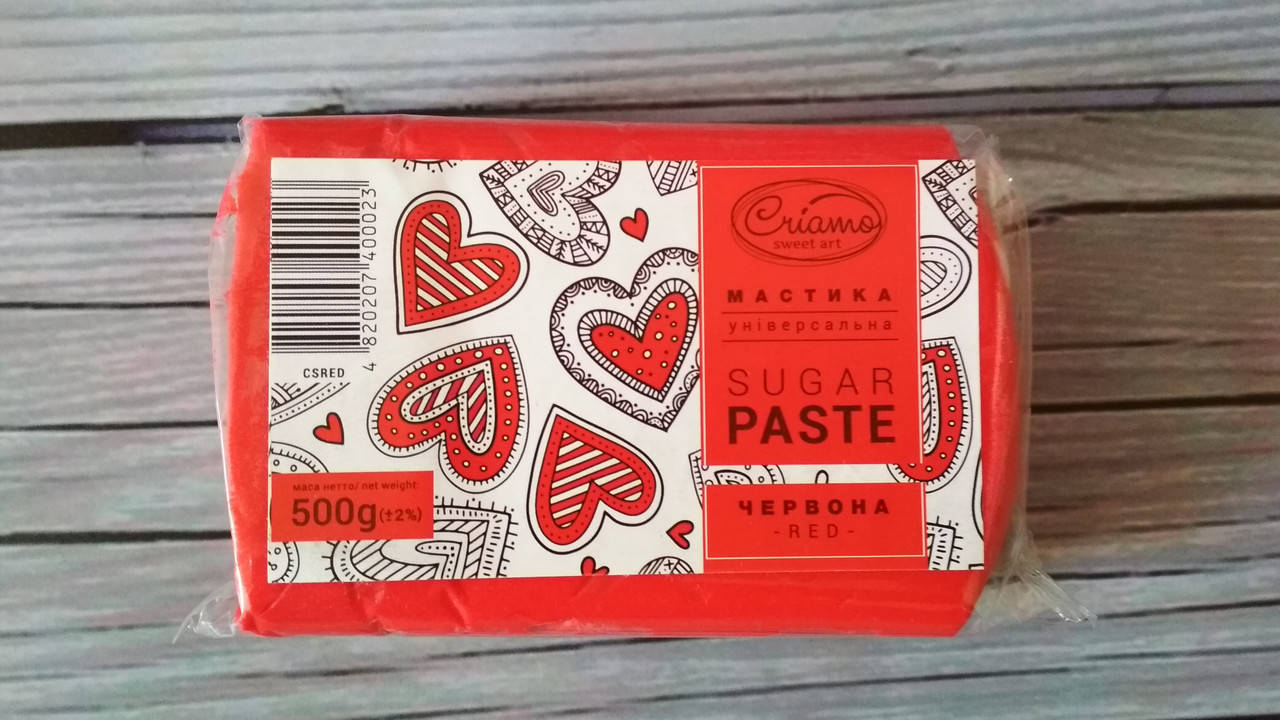 4 820207 400023
CSRED
маса нетто/ net weight:
500g (±2%)
Criamo
sweet art
МАСТИКА
універсальна
SUGAR
PASTE
ЧЕРВОНА
-RED-